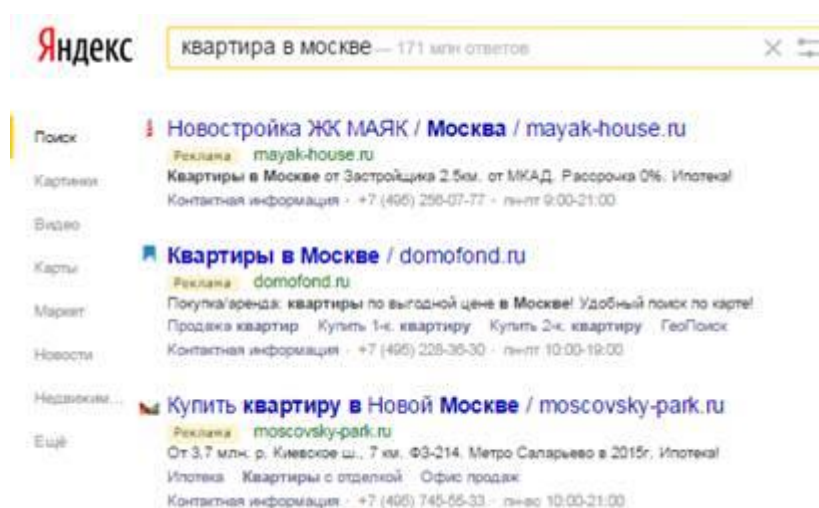 Яндекс
квартира в москве — 171 млн ответов
Поиск
Картинки
Видео
Карты
Маркет
Новости
Недвижим...
Ещё
Новостройка ЖК МАЯК / Москва / mayak-house.ru
Реклама mayak-house.ru
Квартиры в Москве от Застройщика 2.5км. от МКАД. Рассрочка 0%. Ипотека!
Контактная информация · +7 (495) 256-07-77 · пн-пт 9:00-21:00
Квартиры в Москве / domofond.ru
Реклама domofond.ru
Покупка/аренда: квартиры по выгодной цене в Москве! Удобный поиск по карте!
Продажа квартир Купить 1-к. квартиру Купить 2-к. квартиру ГеоПоиск
Контактная информация · +7 (495) 228-36-30 · пн-пт 10:00-19:00
Купить квартиру в Новой Москве / moscovsky-park.ru
Реклама moscovsky-park.ru
От 3,7 млн. р. Киевское ш., 7 км. ФЗ-214. Метро Саларьево в 2015г. Ипотека!
Ипотека Квартиры с отделкой Офис продаж
Контактная информация · +7 (495) 745-55-33 · пн-вс 10:00-21:00